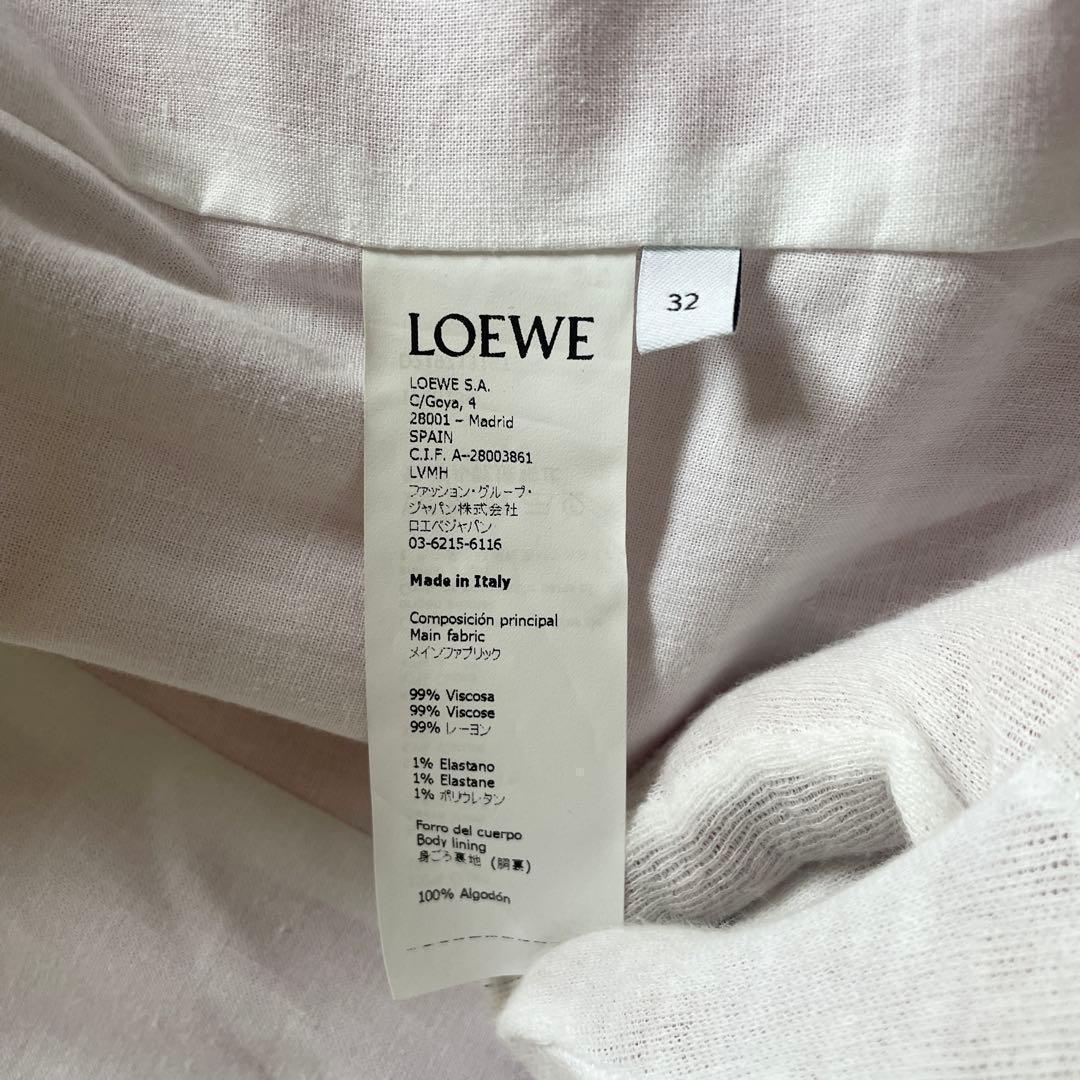 LOEWE
LOEWE S.A.
C/Goya, 4
28001 – Madrid
SPAIN
C.I.F. A--28003861
LVMH
ファッション・グループ・
ジャパン株式会社
ロエベジャパン
03-6215-6116
Made in Italy
Composición principal
Main fabric
メインファブリック
99% Viscosa
99% Viscose
99% レーヨン
1% Elastano
1% Elastane
1% ポリウレタン
Forro del cuerpo
Body lining
身ごろ裏地 (胴裏)
100% Algodón
32